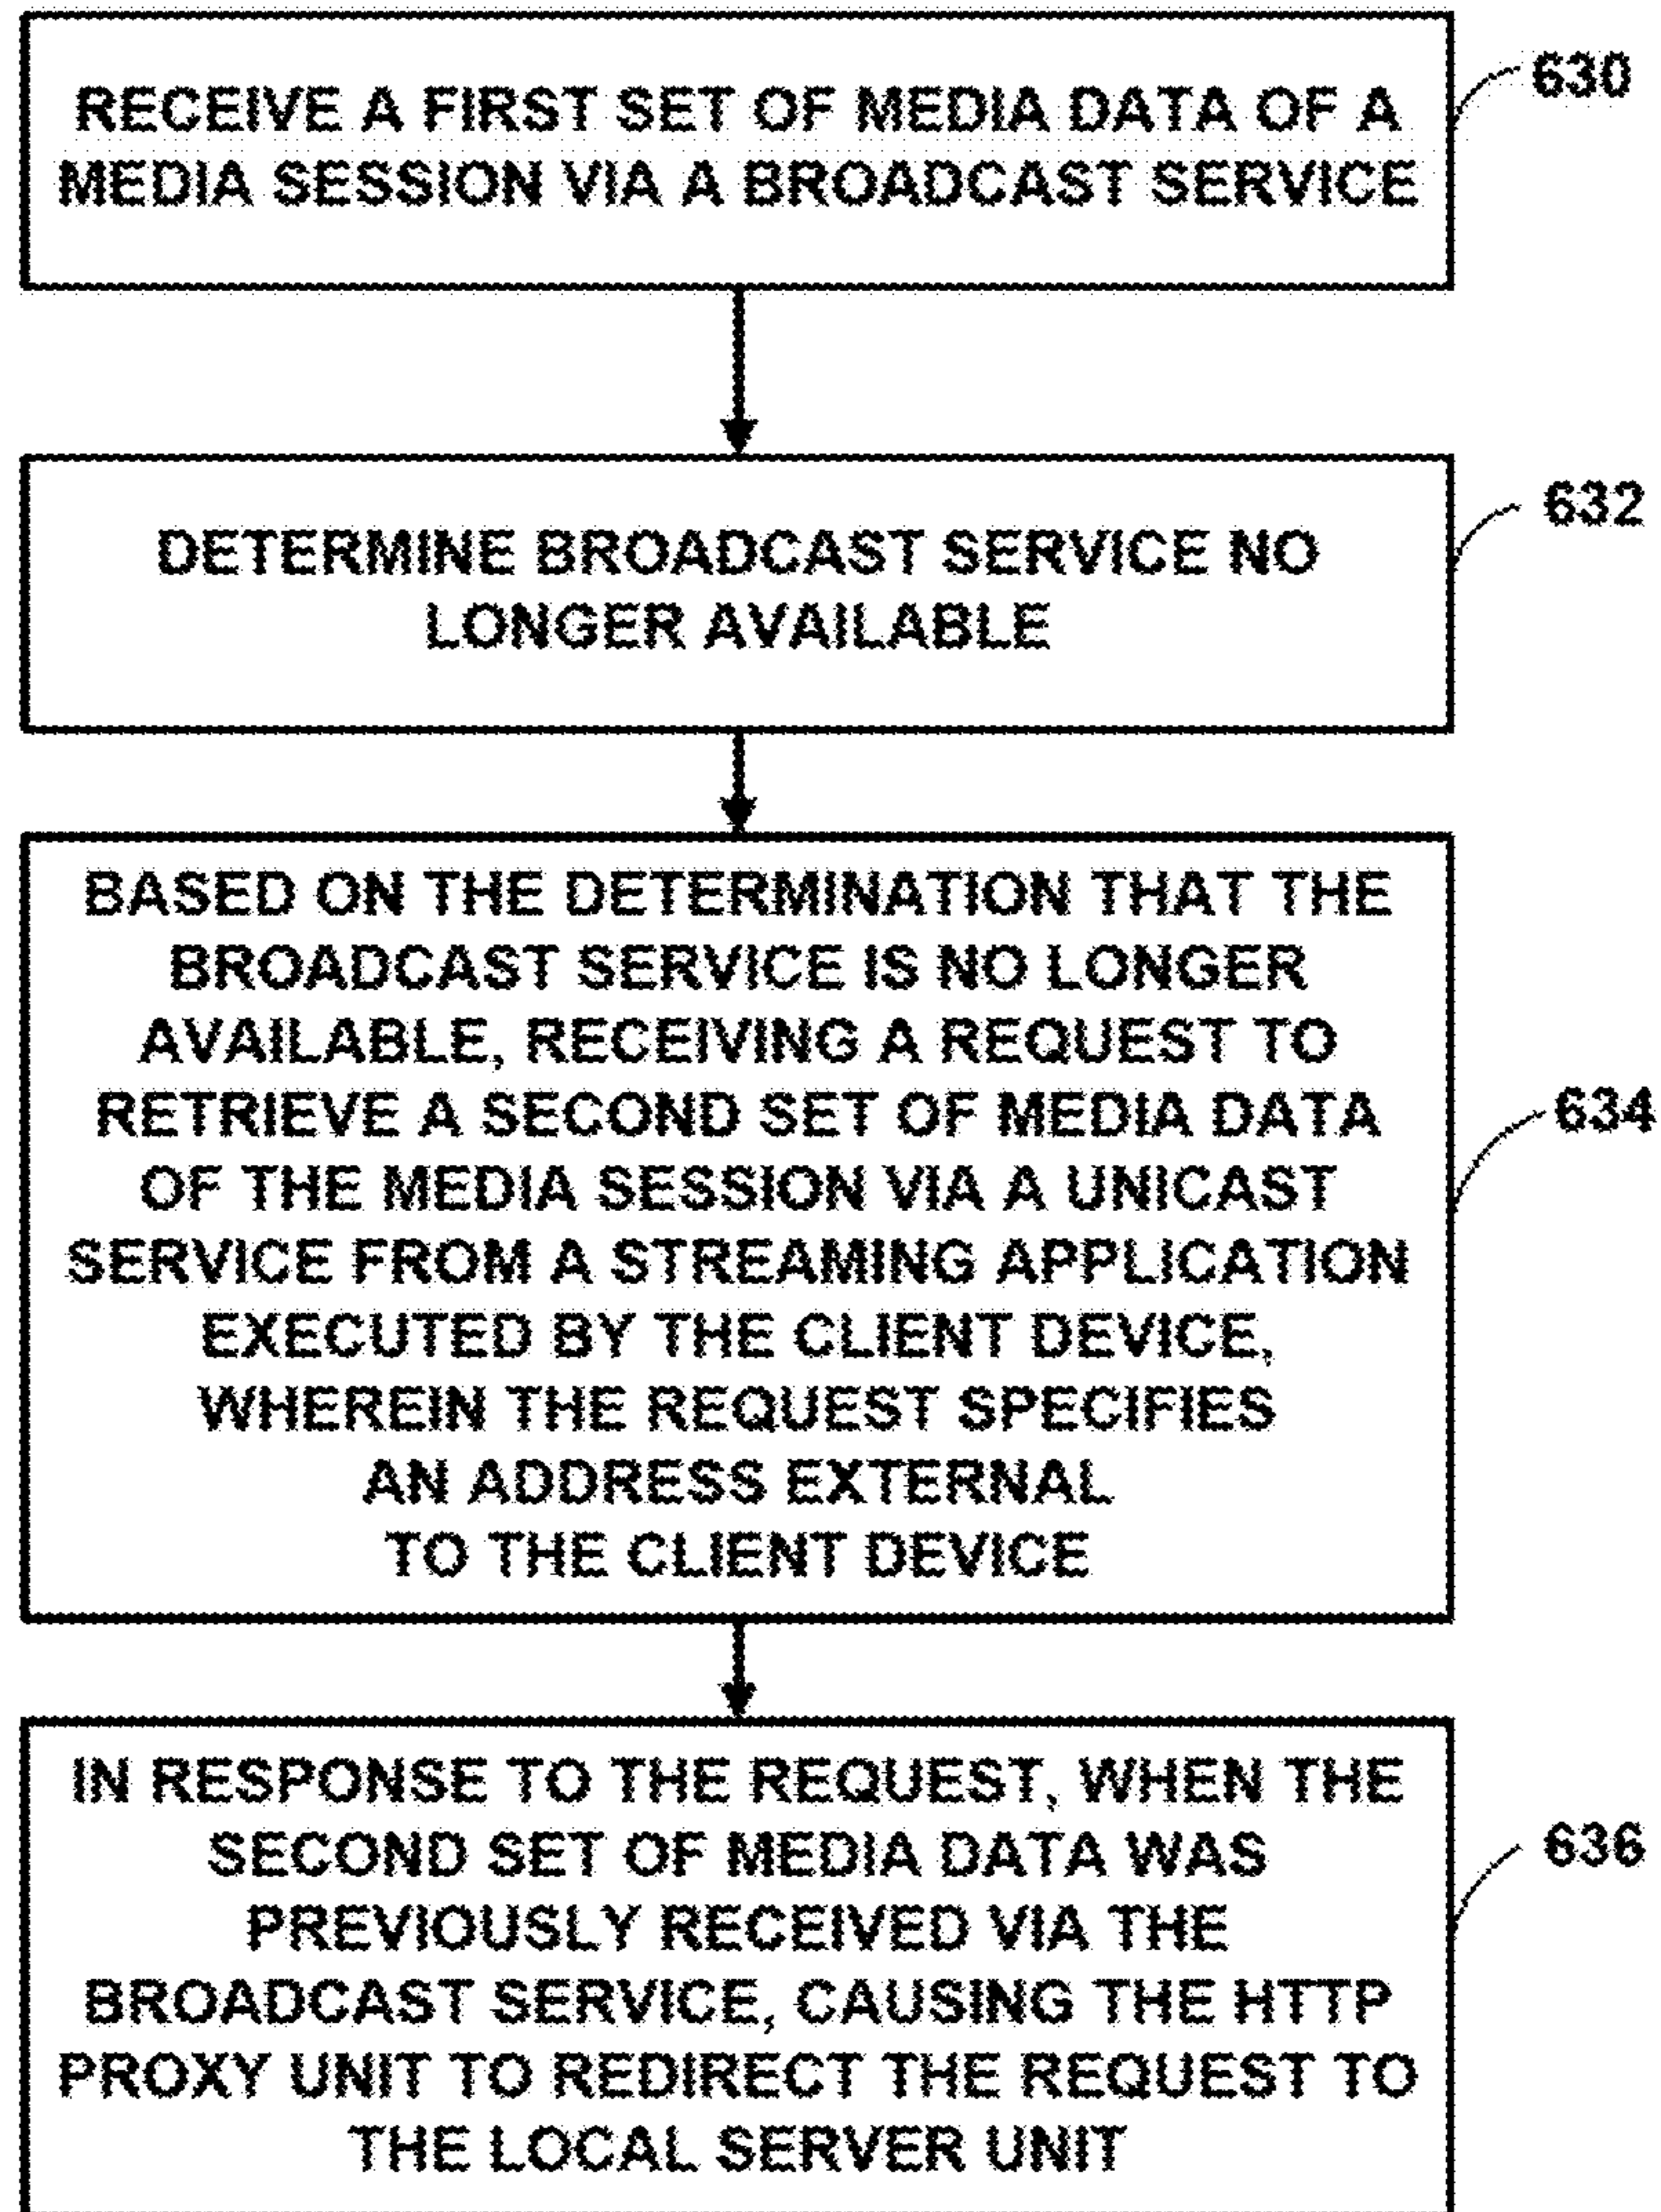 RECEIVE A FIRST SET OF MEDIA DATA OF A
MEDIA SESSION VIA A BROADCAST SERVICE
630
DETERMINE BROADCAST SERVICE NO
LONGER AVAILABLE
632
BASED ON THE DETERMINATION THAT THE
BROADCAST SERVICE IS NO LONGER
AVAILABLE, RECEIVING A REQUEST TO
RETRIEVE A SECOND SET OF MEDIA DATA
OF THE MEDIA SESSION VIA A UNICAST
SERVICE FROM A STREAMING APPLICATION
EXECUTED BY THE CLIENT DEVICE,
WHEREIN THE REQUEST SPECIFIES
AN ADDRESS EXTERNAL
TO THE CLIENT DEVICE
634
IN RESPONSE TO THE REQUEST, WHEN THE
SECOND SET OF MEDIA DATA WAS
PREVIOUSLY RECEIVED VIA THE
BROADCAST SERVICE, CAUSING THE HTTP
PROXY UNIT TO REDIRECT THE REQUEST TO
THE LOCAL SERVER UNIT
636